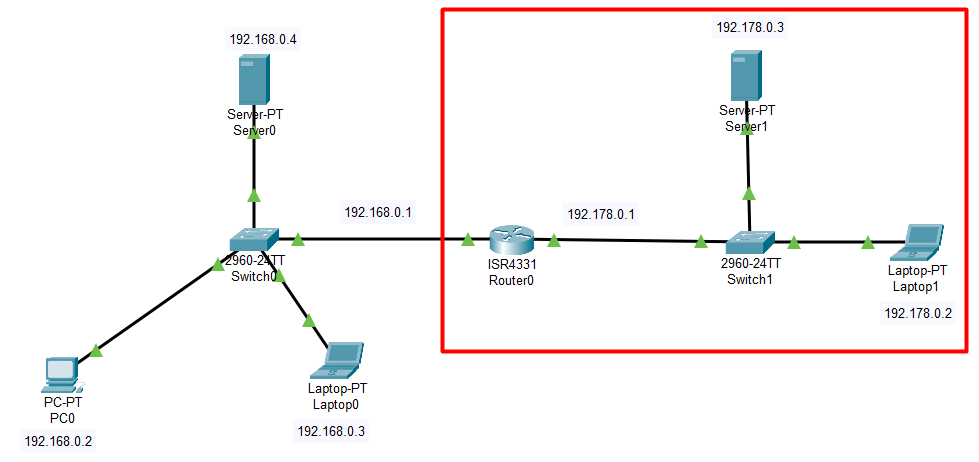 192.168.0.4
Server-PT
Server0
192.178.0.3
Server-PT
Server1
192.168.0.1
192.178.0.1
2960-24TT
Switch0
ISR4331
Router0
2960-24TT
Switch1
Laptop-PT
Laptop1
192.178.0.2
PC-PT
PC0
192.168.0.2
Laptop-PT
Laptop0
192.168.0.3